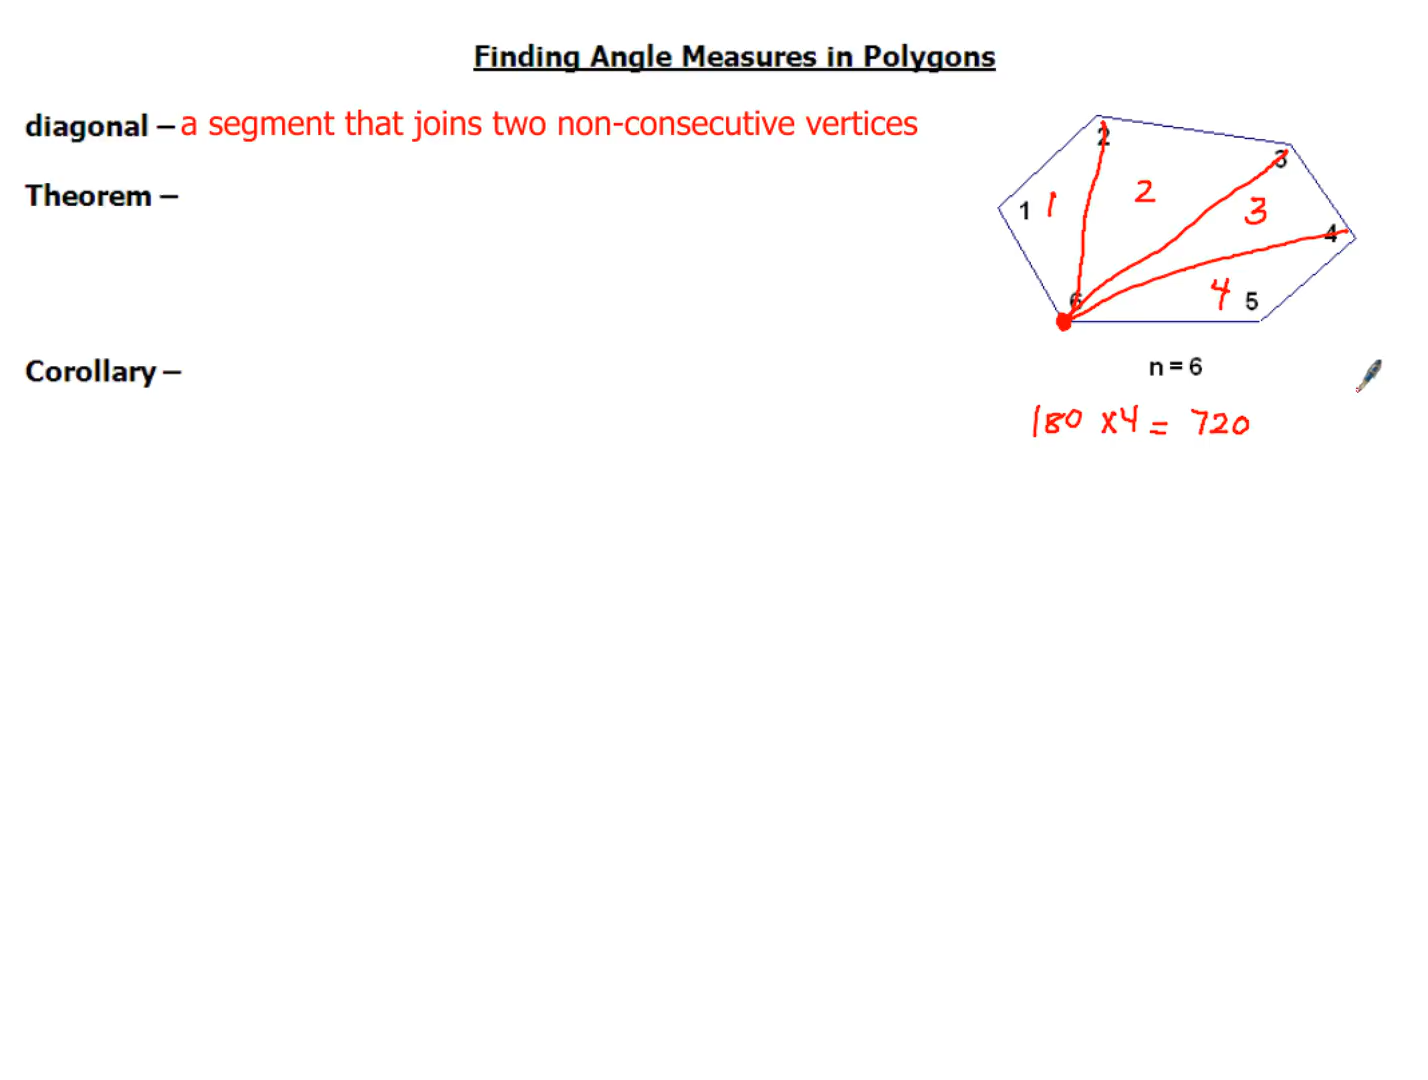 Finding Angle Measures in Polygons
diagonal – a segment that joins two non-consecutive vertices
Theorem –
Corollary –
2
3
1
1
2
3
4
6
4
5
n = 6
180 x4 = 720